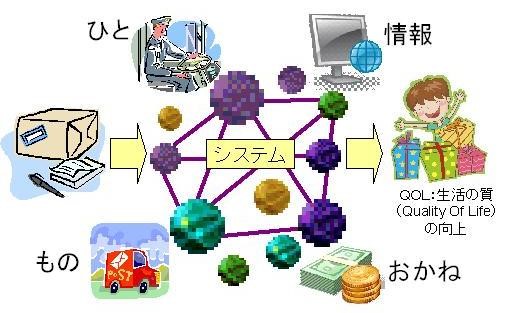 ひと
情報
システム
QOL:生活の質
(Quality Of Life)
の向上
もの
POST
おかね